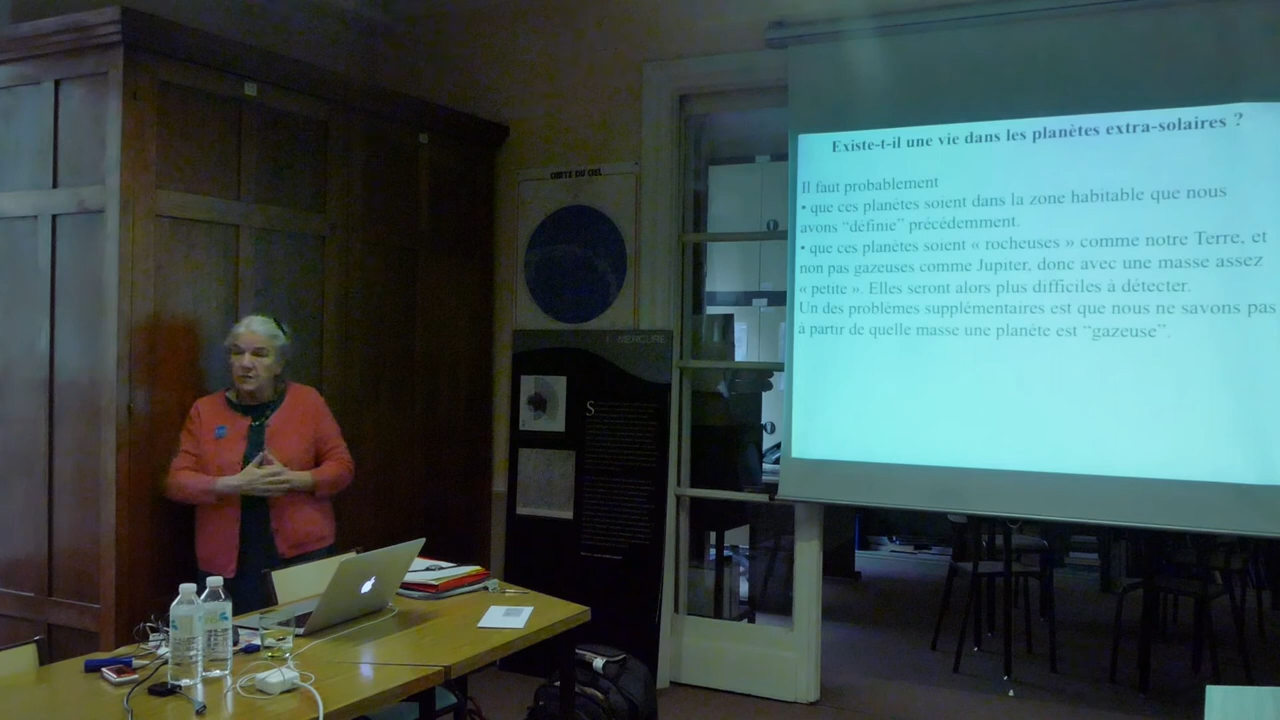 Existe-t-il une vie dans les planètes extra-solaires ?
Il faut probablement
• que ces planètes soient dans la zone habitable que nous
avons “définie” précédemment.
• que ces planètes soient « rocheuses » comme notre Terre, et
non pas gazeuses comme Jupiter, donc avec une masse assez
« petite ». Elles seront alors plus difficiles à détecter.
Un des problèmes supplémentaires est que nous ne savons pas
à partir de quelle masse une planéte est “gazeuse”.
CARTE DU CIEL
MERCURE
S